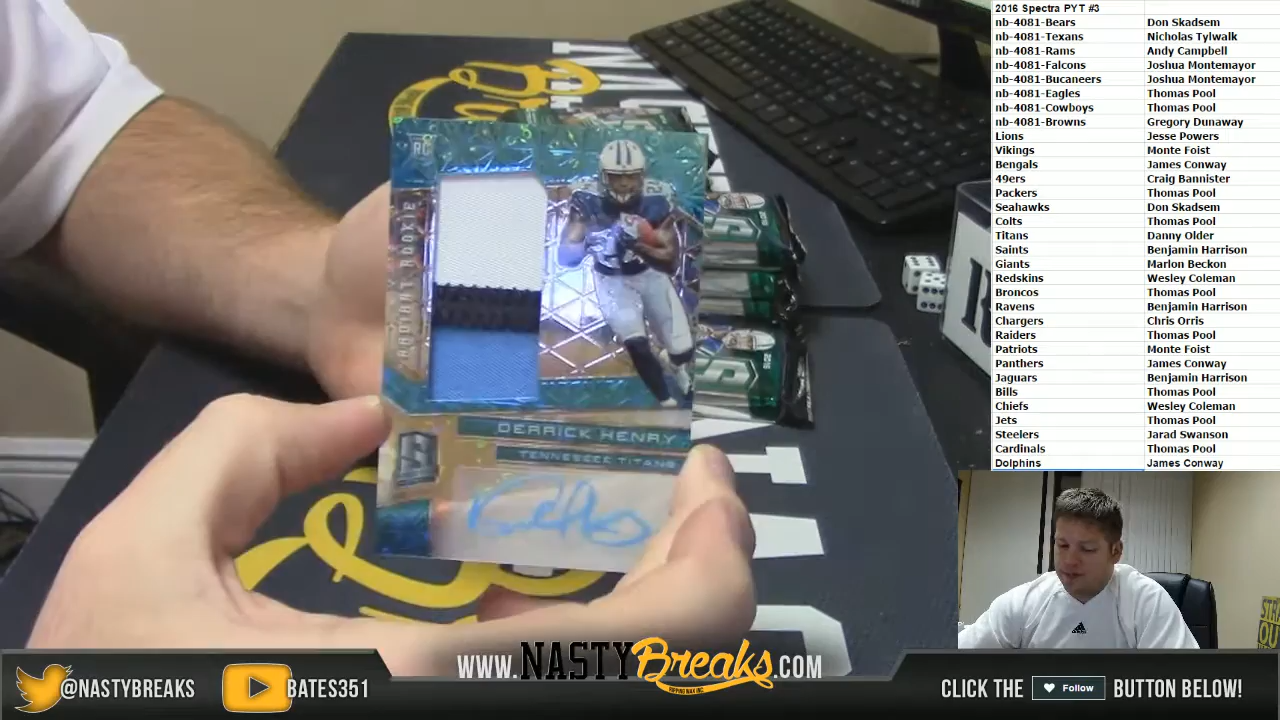 2016 Spectra PYT #3
nb-4081-Bears Don Skadsem
nb-4081-Texans Nicholas Tylwalk
nb-4081-Rams Andy Campbell
nb-4081-Falcons Joshua Montemayor
nb-4081-Bucaneers Joshua Montemayor
nb-4081-Eagles Thomas Pool
nb-4081-Cowboys Thomas Pool
nb-4081-Browns Gregory Dunaway
Lions Jesse Powers
Vikings Monte Foist
Bengals James Conway
49ers Craig Bannister
Packers Thomas Pool
Seahawks Don Skadsem
Colts Thomas Pool
Titans Danny Older
Saints Benjamin Harrison
Giants Marlon Beckon
Redskins Wesley Coleman
Broncos Thomas Pool
Ravens Benjamin Harrison
Chargers Chris Orris
Raiders Thomas Pool
Patriots Monte Foist
Panthers James Conway
Jaguars Benjamin Harrison
Bills Thomas Pool
Chiefs Wesley Coleman
Jets Thomas Pool
Steelers Jarad Swanson
Cardinals Thomas Pool
Dolphins James Conway
RC
RADIANT ROOKIE
DERRICK HENRY
TENNESSEE TITANS
@NASTYBREAKS
BATES351
WWW.NASTYBreaks.COM
RIPPING WAX INC.
CLICK THE Follow BUTTON BELOW!